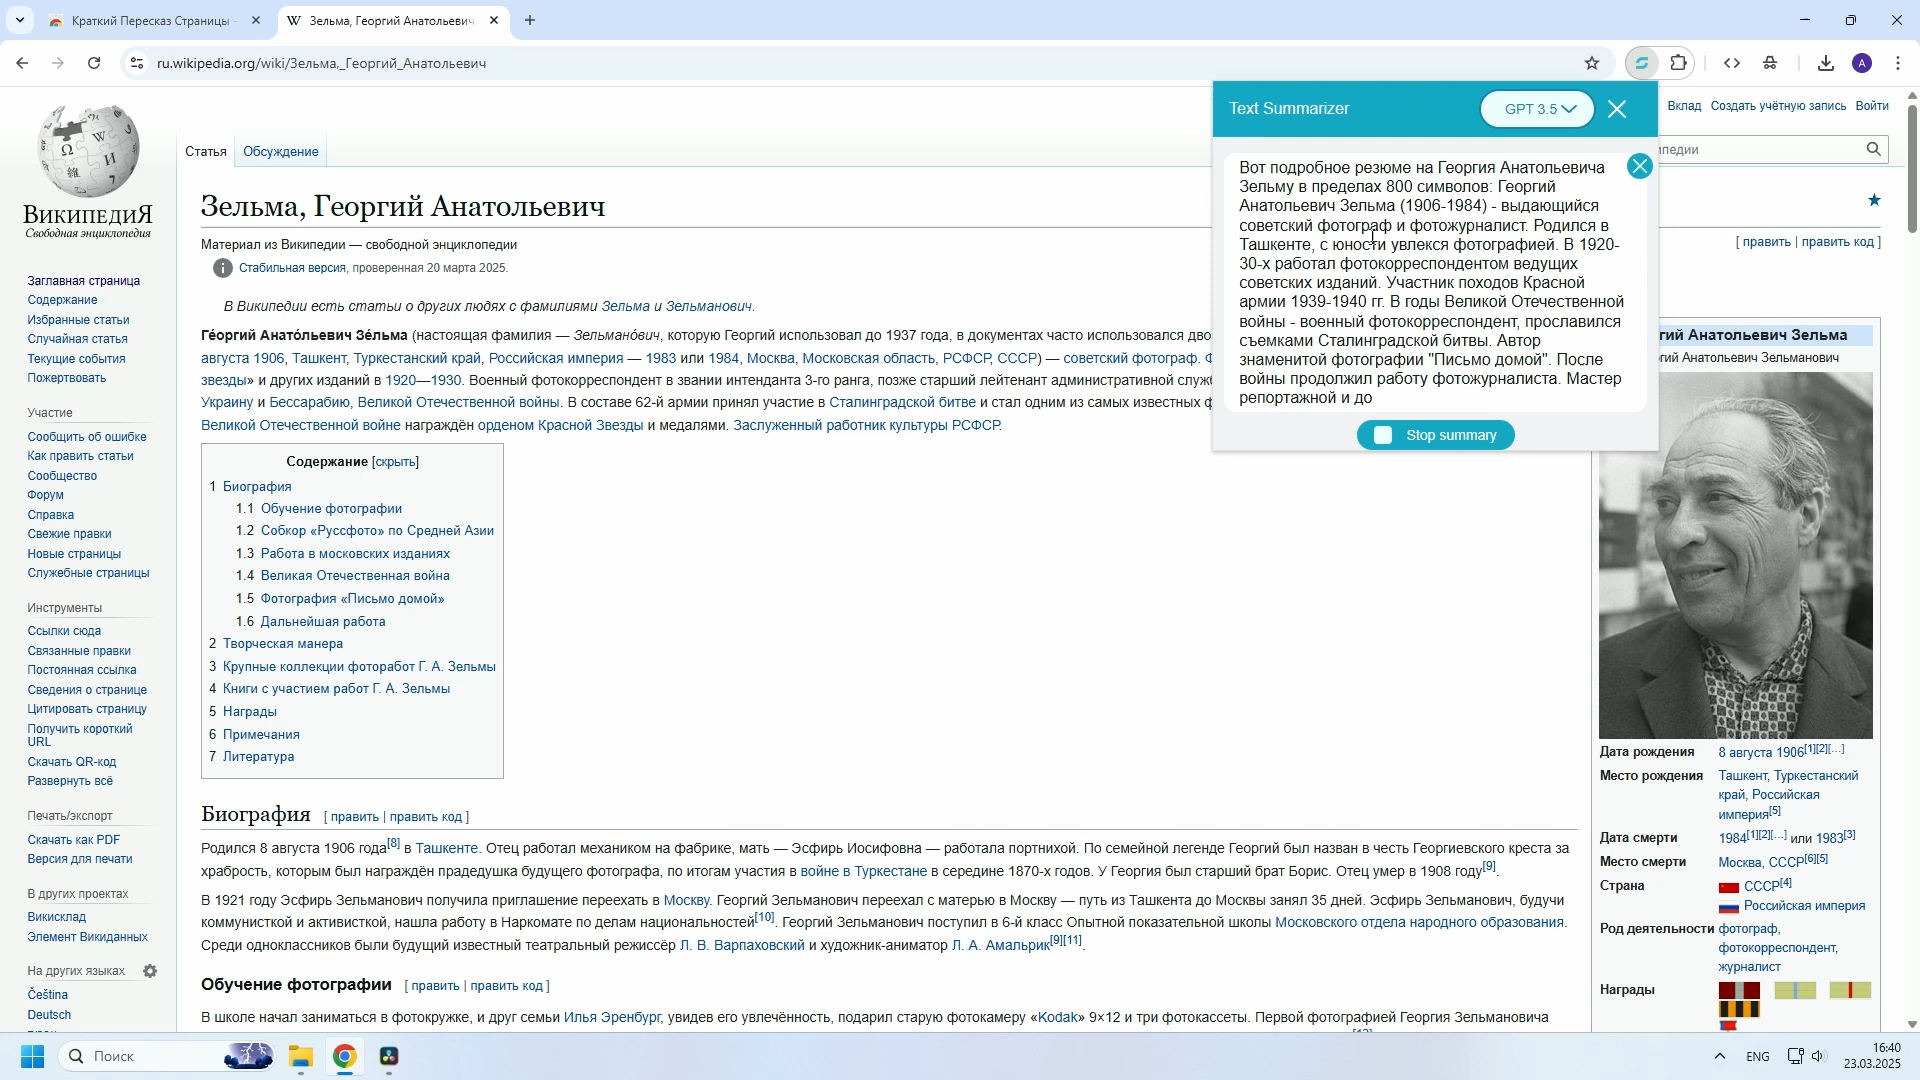 Краткий Пересказ Страницы -
Зельма, Георгий Анатольевич
ru.wikipedia.org/wiki/Зельма,_Георгий_Анатольевич
A
Text Summarizer
GPT 3.5
Вот подробное резюме на Георгия Анатольевича
Зельму в пределах 800 символов: Георгий
Анатольевич Зельма (1906-1984) - выдающийся
советский фотограф и фотожурналист. Родился в
Ташкенте, с юности увлекся фотографией. В 1920-
30-х работал фотокорреспондентом ведущих
советских изданий. Участник походов Красной
армии 1939-1940 гг. В годы Великой Отечественной
войны - военный фотокорреспондент, прославился
съемками Сталинградской битвы. Автор
знаменитой фотографии "Письмо домой". После
войны продолжил работу фотожурналиста. Мастер
репортажной и до
Stop summary
Вклад Создать учётную запись Войти
ипедии
ВикипедиЯ
Свободная энциклопедия
Заглавная страница
Содержание
Избранные статьи
Случайная статья
Текущие события
Пожертвовать
Участие
Сообщить об ошибке
Как править статьи
Сообщество
Форум
Справка
Свежие правки
Новые страницы
Служебные страницы
Инструменты
Ссылки сюда
Связанные правки
Постоянная ссылка
Сведения о странице
Цитировать страницу
Получить короткий
URL
Скачать QR-код
Развернуть всё
Печать/экспорт
Скачать как PDF
Версия для печати
В других проектах
Викисклад
Элемент Викиданных
На других языках
Čeština
Deutsch
Статья Обсуждение
Зельма, Георгий Анатольевич
[ править | править код ]
Материал из Википедии — свободной энциклопедии
Стабильная версия, проверенная 20 марта 2025.
В Википедии есть статьи о других людях с фамилиями Зельма и Зельманович.
Гео́ргий Анато́льевич Зе́льма (настоящая фамилия — Зельмано́вич, которую Георгий использовал до 1937 года, в документах часто использовался дво
августа 1906, Ташкент, Туркестанский край, Российская империя — 1983 или 1984, Москва, Московская область, РСФСР, СССР) — советский фотограф. Ф
звезды» и других изданий в 1920—1930. Военный фотокорреспондент в звании интенданта 3-го ранга, позже старший лейтенант административной служб
Украину и Бессарабию, Великой Отечественной войны. В составе 62-й армии принял участие в Сталинградской битве и стал одним из самых известных ф
Великой Отечественной войне награждён орденом Красной Звезды и медалями. Заслуженный работник культуры РСФСР.
Содержание [скрыть]
1 Биография
1.1 Обучение фотографии
1.2 Собкор «Руссфото» по Средней Азии
1.3 Работа в московских изданиях
1.4 Великая Отечественная война
1.5 Фотография «Письмо домой»
1.6 Дальнейшая работа
2 Творческая манера
3 Крупные коллекции фоторабот Г. А. Зельмы
4 Книги с участием работ Г. А. Зельмы
5 Награды
6 Примечания
7 Литература
Биография [ править | править код ]
Родился 8 августа 1906 года[8] в Ташкенте. Отец работал механиком на фабрике, мать — Эсфирь Иосифовна — работала портнихой. По семейной легенде Георгий был назван в честь Георгиевского креста за
храбрость, которым был награждён прадедушка будущего фотографа, по итогам участия в войне в Туркестане в середине 1870-х годов. У Георгия был старший брат Борис. Отец умер в 1908 году[9].
В 1921 году Эсфирь Зельманович получила приглашение переехать в Москву. Георгий Зельманович переехал с матерью в Москву — путь из Ташкента до Москвы занял 35 дней. Эсфирь Зельманович, будучи
коммунисткой и активисткой, нашла работу в Наркомате по делам национальностей[10]. Георгий Зельманович поступил в 6-й класс Опытной показательной школы Московского отдела народного образования.
Среди одноклассников были будущий известный театральный режиссёр Л. В. Варпаховский и художник-аниматор Л. А. Амальрик[9][11].
Обучение фотографии [ править | править код ]
В школе начал заниматься в фотокружке, и друг семьи Илья Эренбург, увидев его увлечённость, подарил старую фотокамеру «Kodak» 9×12 и три фотокассеты. Первой фотографией Георгия Зельмановича
гий Анатольевич Зельма
ргий Анатольевич Зельманович
Дата рождения 8 августа 1906[1][2][…]
Место рождения Ташкент, Туркестанский
край, Российская
империя[5]
Дата смерти 1984[1][2][…] или 1983[3]
Место смерти Москва, СССР[6][5]
Страна СССР[4]
Российская империя
Род деятельности фотограф,
фотокорреспондент,
журналист
Награды
Поиск
ENG
16:40
23.03.2025